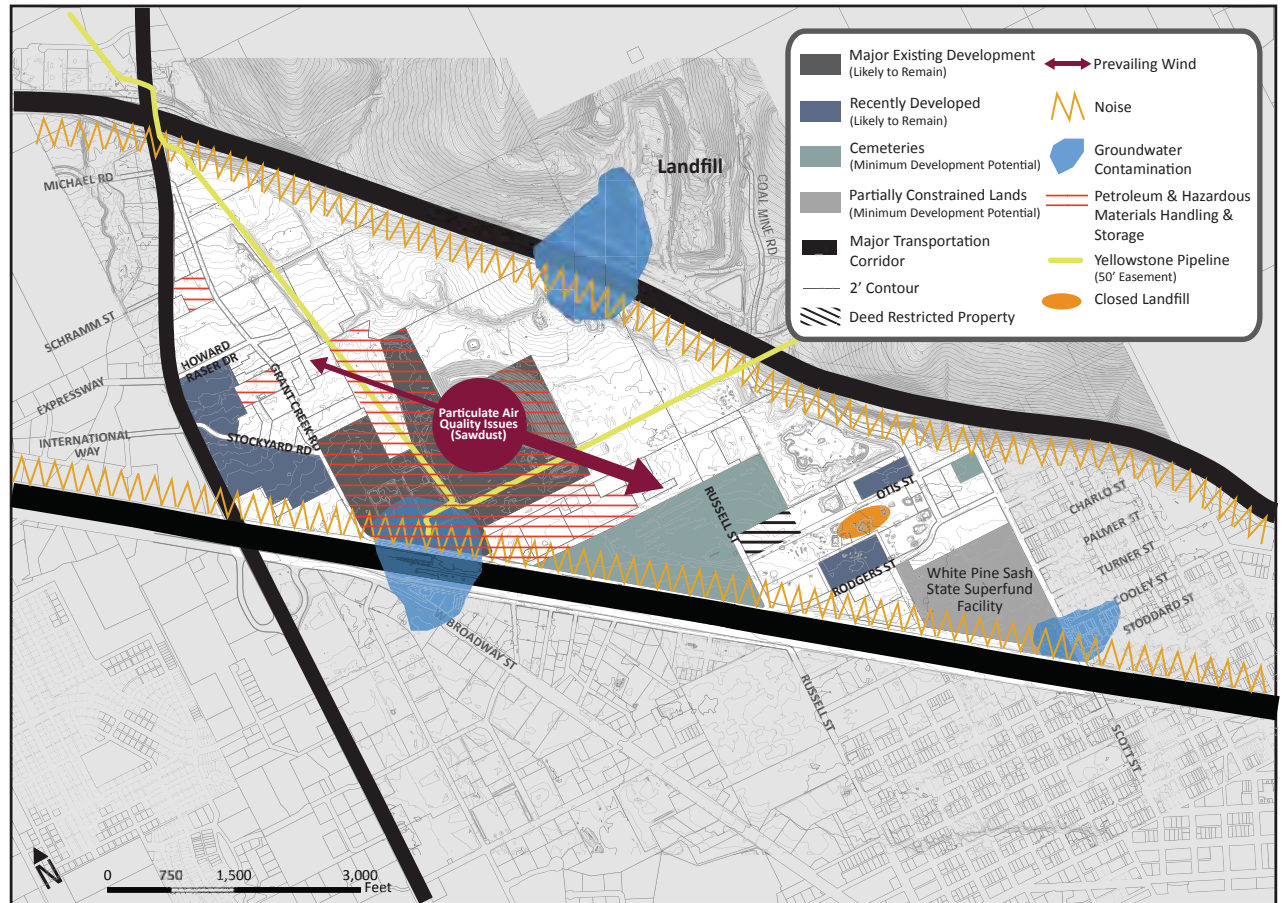 Major Existing Development
(Likely to Remain)
Recently Developed
(Likely to Remain)
Cemeteries
(Minimum Development Potential)
Partially Constrained Lands
(Minimum Development Potential)
Major Transportation
Corridor
2' Contour
Deed Restricted Property
Prevailing Wind
Noise
Groundwater
Contamination
Petroleum & Hazardous
Materials Handling &
Storage
Yellowstone Pipeline
(50' Easement)
Closed Landfill
Landfill
COAL MINE RD
MICHAEL RD
SCHRAMM ST
HOWARD
RASER DR
EXPRESSWAY
GRANT CREEK RD
INTERNATIONAL
WAY
STOCKYARD RD
Particulate Air
Quality Issues
(Sawdust)
RUSSELL ST
OTIS ST
CHARLO ST
PALMER ST
TURNER ST
COOLEY ST
STODDARD ST
RODGERS ST
White Pine Sash
State Superfund
Facility
BROADWAY ST
RUSSELL ST
SCOTT ST
N
0 750 1,500 3,000
Feet